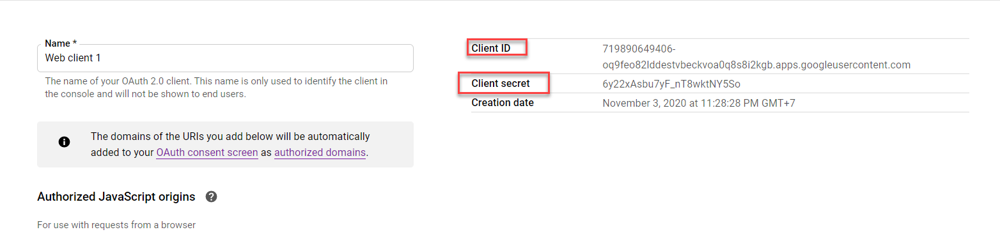 Name *
Web client 1
The name of your OAuth 2.0 client. This name is only used to identify the client in
the console and will not be shown to end users.
The domains of the URIs you add below will be automatically
added to your OAuth consent screen as authorized domains.
Authorized JavaScript origins
For use with requests from a browser
Client ID
719890649406-
oq9feo82lddestvbeckvoa0q8s8i2kgb.apps.googleusercontent.com
Client secret
6y22xAsbu7yF_nT8wktNY5So
Creation date
November 3, 2020 at 11:28:28 PM GMT+7